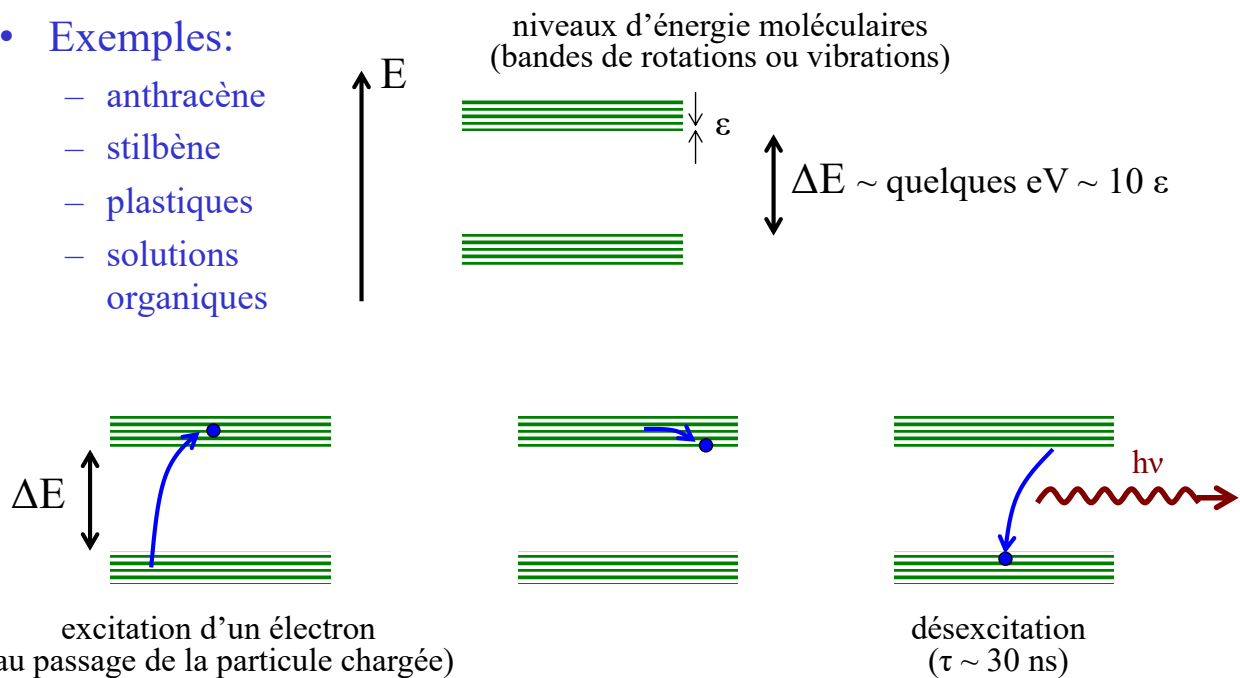 • Exemples:
– anthracène
– stilbène
– plastiques
– solutions
organiques
E
niveaux d’énergie moléculaires
(bandes de rotations ou vibrations)
ε
ΔE ~ quelques eV ~ 10 ε
ΔE
hν
excitation d’un électron
au passage de la particule chargée)
désexcitation
(τ ~ 30 ns)